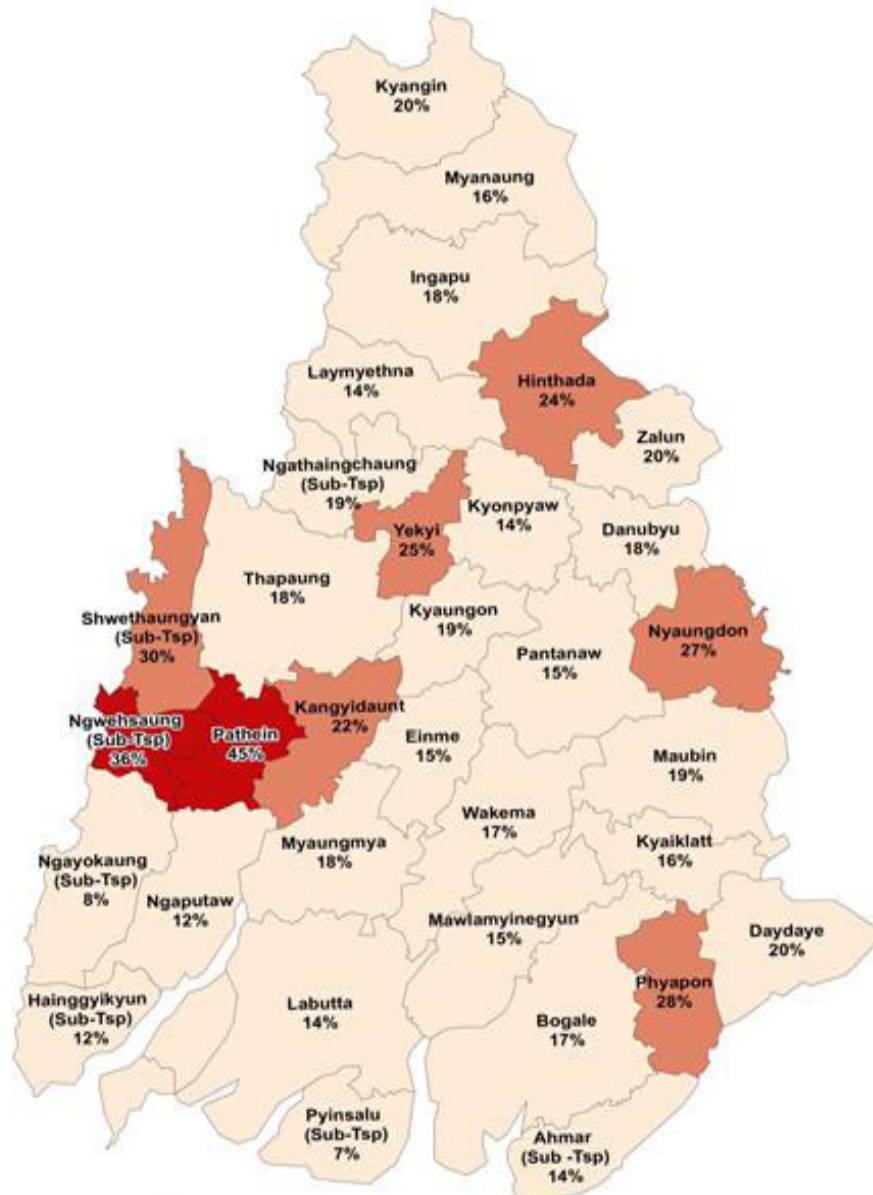 Kyangin
20%
Myanaung
16%
Ingapu
18%
Hinthada
24%
Laymyethna
14%
Zalun
20%
Ngathaingchaung
(Sub-Tsp)
19%
Kyonpyaw
14%
Yekyi
25%
Danubyu
18%
Thapaung
18%
Kyaungon
19%
Shwethaungyan
(Sub-Tsp)
30%
Nyaungdon
27%
Pantanaw
15%
Kangyidaunt
22%
Ngwehsaung
(Sub-Tsp)
36%
Pathein
45%
Einme
15%
Maubin
19%
Wakema
17%
Myaungmya
18%
Kyaiklatt
16%
Ngayokaung
(Sub-Tsp)
8%
Ngaputaw
12%
Mawlamyinegyun
15%
Daydaye
20%
Phyapon
28%
Hainggyikyun
(Sub-Tsp)
12%
Labutta
14%
Bogale
17%
Pyinsalu
(Sub-Tsp)
7%
Ahmar
(Sub -Tsp)
14%